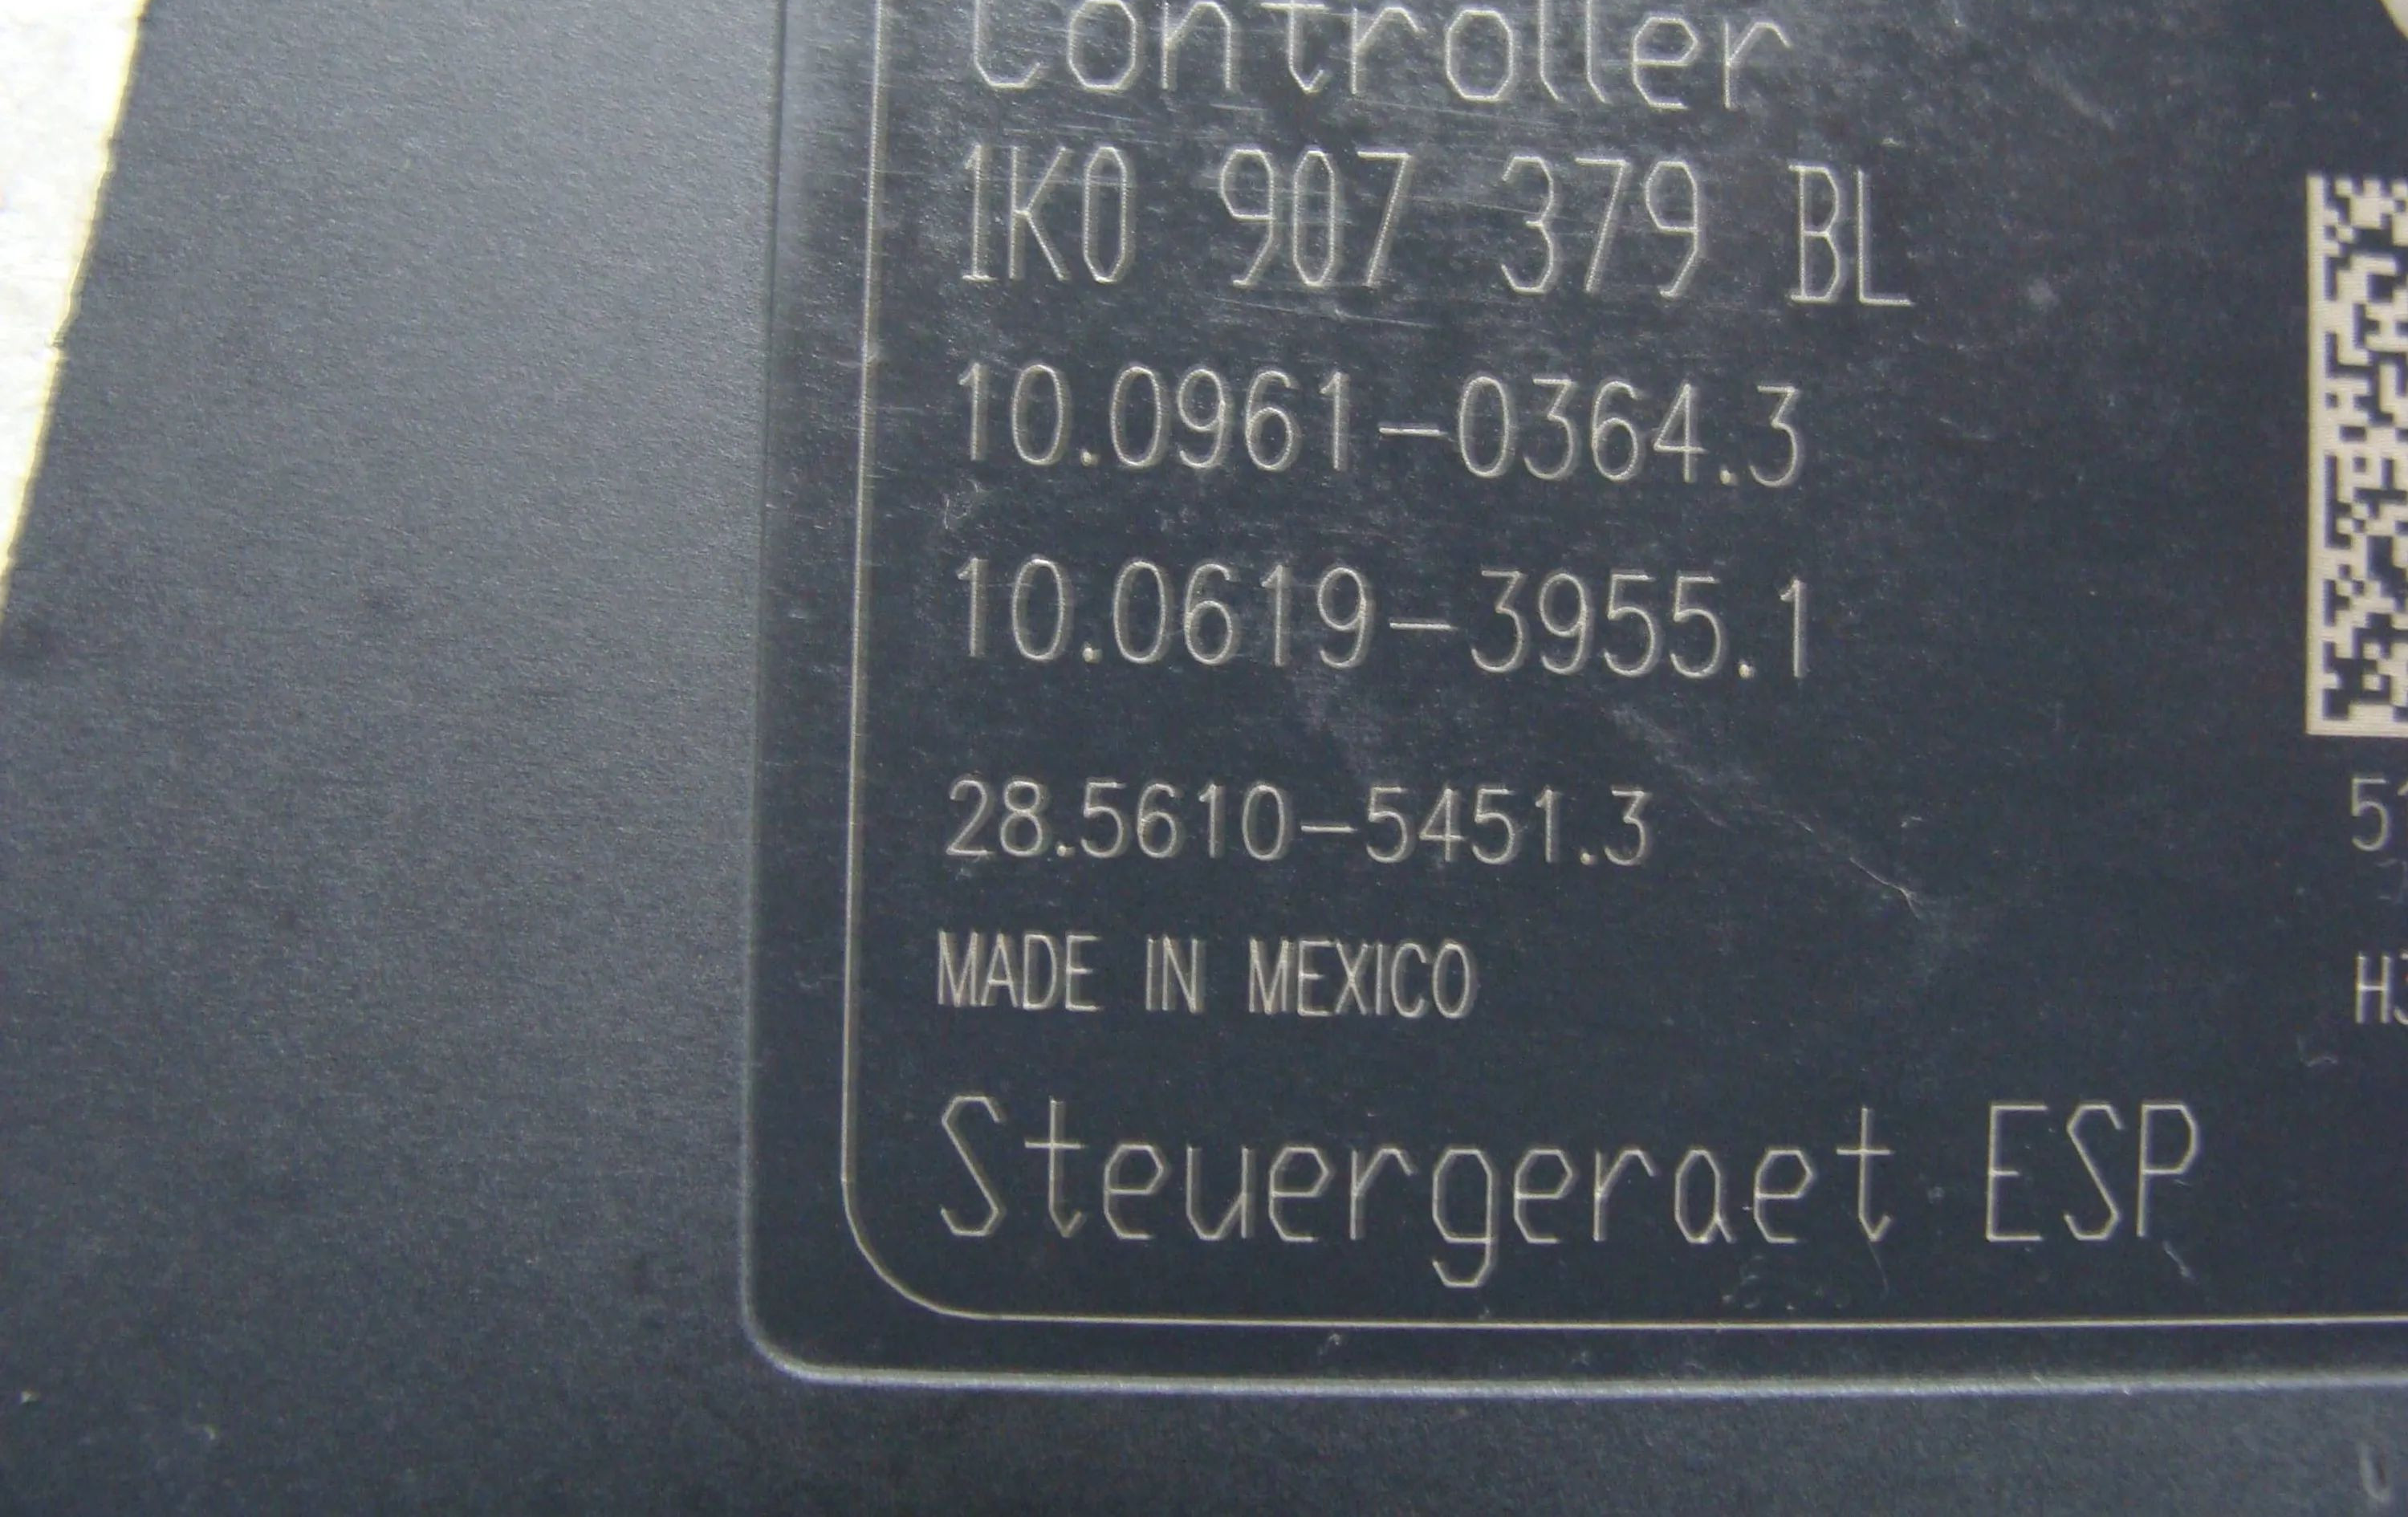 Controller
1K0 907 379 BL
10.0961-0364.3
10.0619-3955.1
28.5610-5451.3
MADE IN MEXICO
Steuergeraet ESP